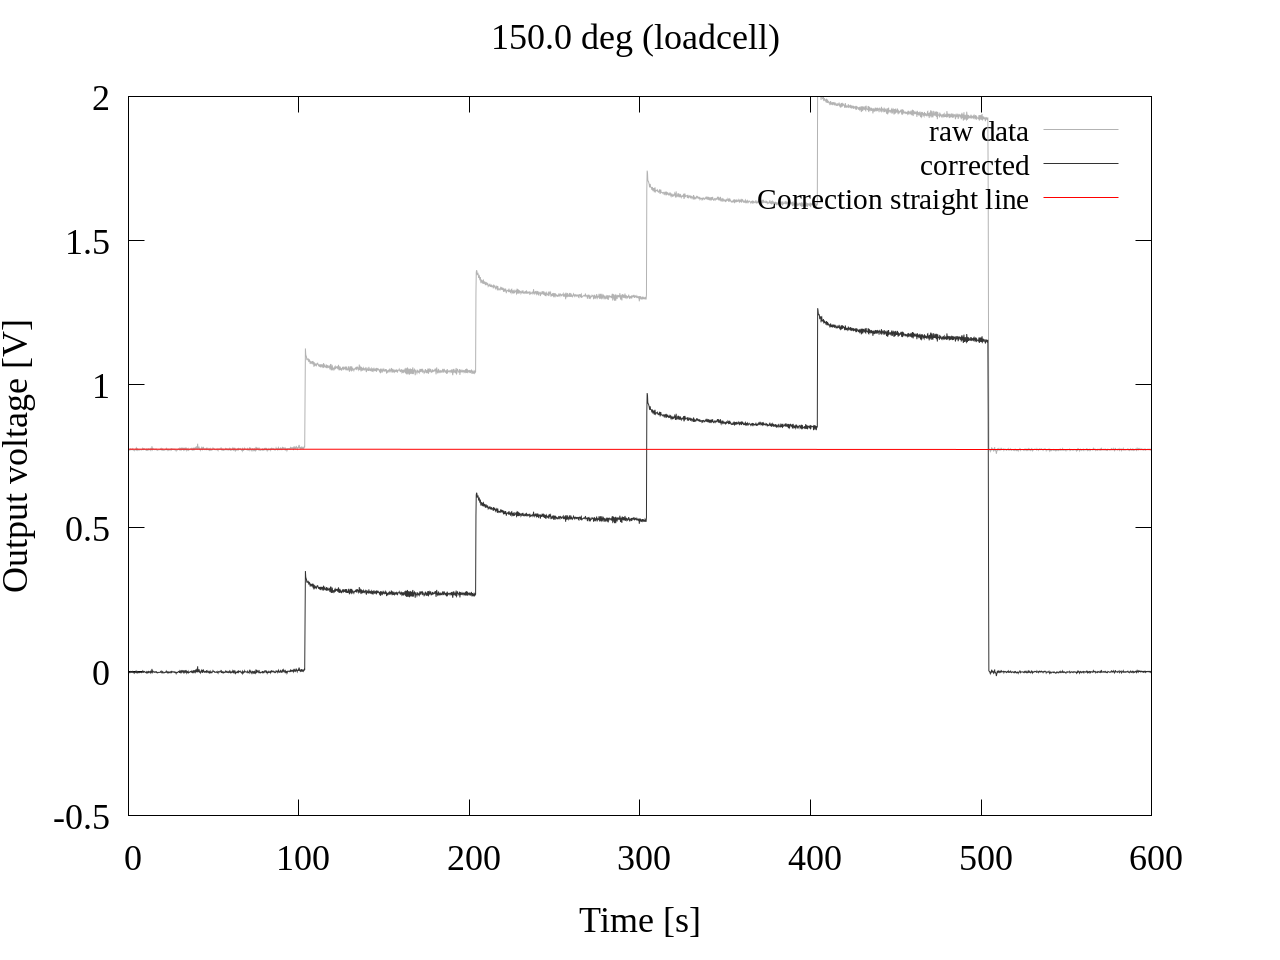 150.0 deg (loadcell)
2
1.5
1
0.5
0
-0.5
Output voltage [V]
raw data
corrected
Correction straight line
0 100 200 300 400 500 600
Time [s]